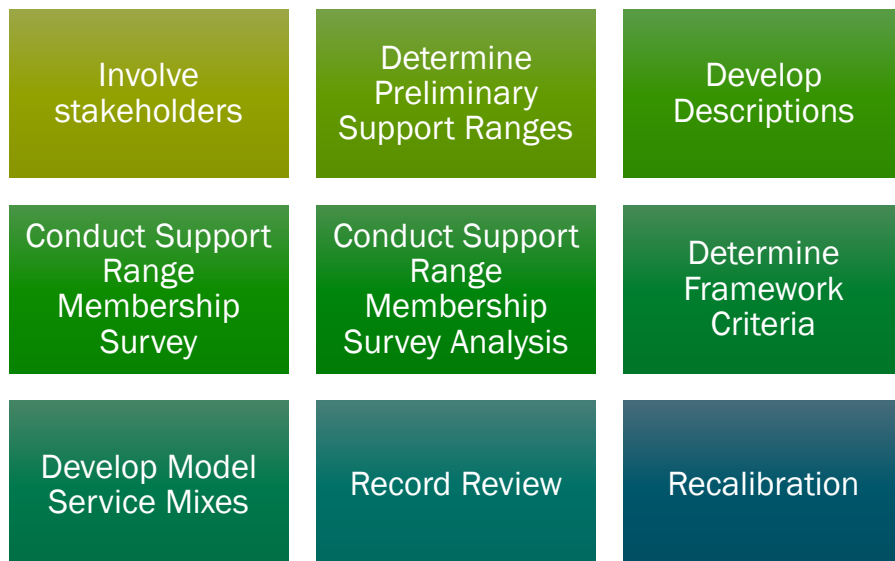 Involve
stakeholders
Determine
Preliminary
Support Ranges
Develop
Descriptions
Conduct Support
Range
Membership
Survey
Conduct Support
Range
Membership
Survey Analysis
Determine
Framework
Criteria
Develop Model
Service Mixes
Record Review
Recalibration